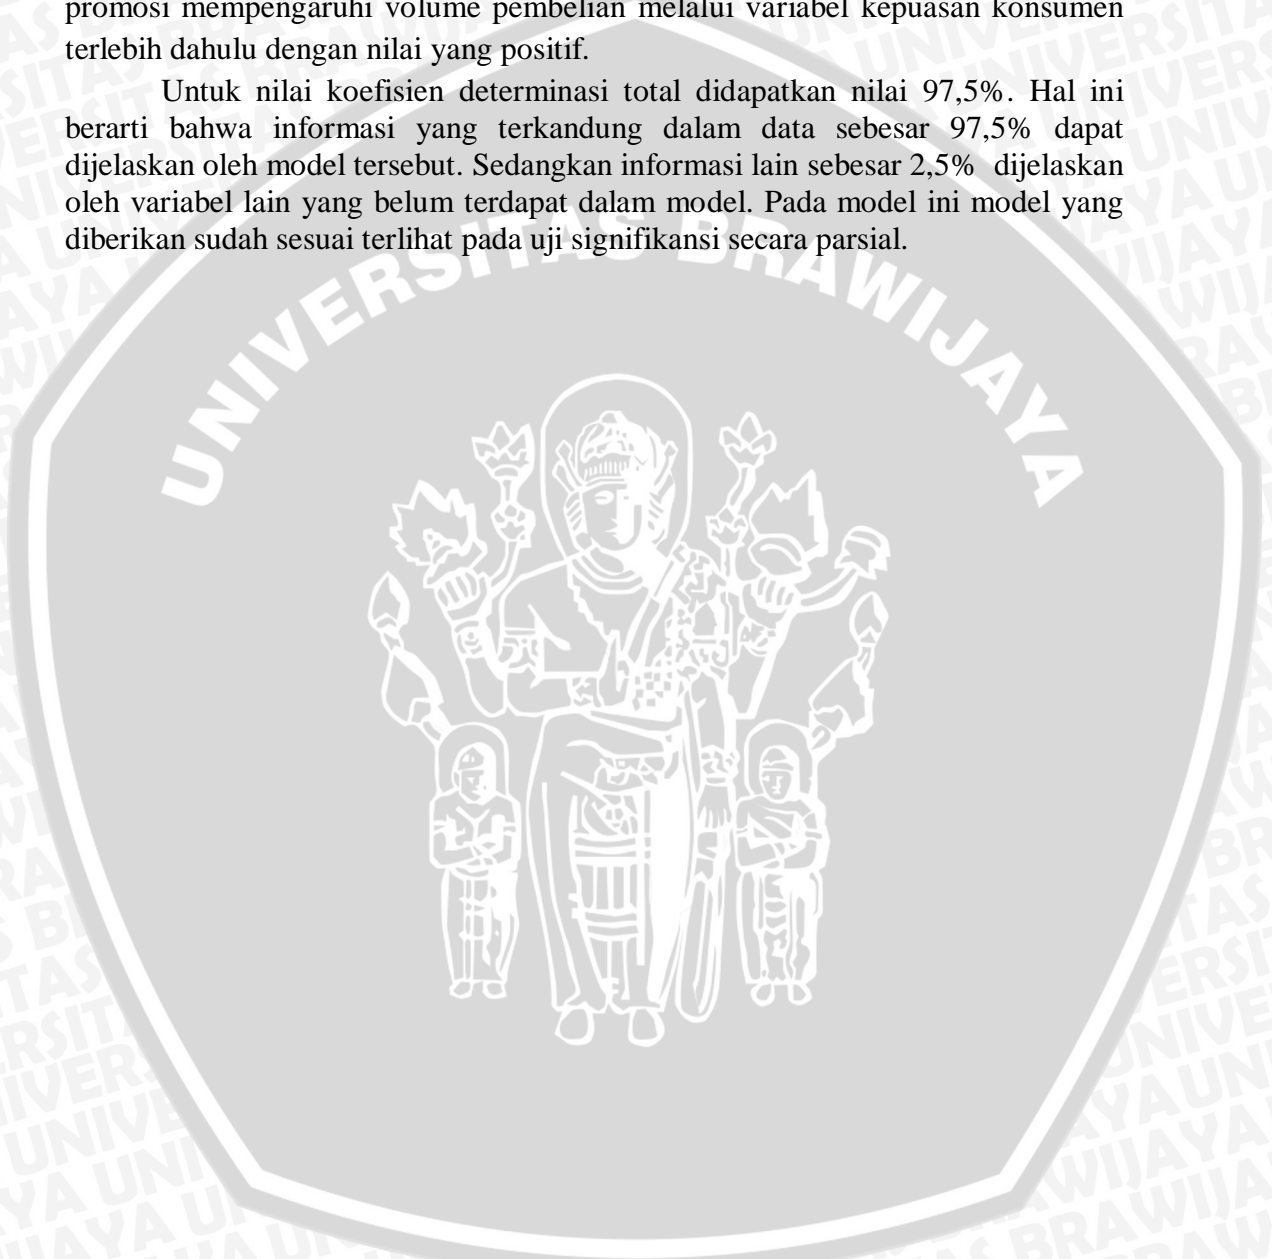 promosi mempengaruhi volume pembelian melalui variabel kepuasan konsumen
terlebih dahulu dengan nilai yang positif.
Untuk nilai koefisien determinasi total didapatkan nilai 97,5%. Hal ini
berarti bahwa informasi yang terkandung dalam data sebesar 97,5% dapat
dijelaskan oleh model tersebut. Sedangkan informasi lain sebesar 2,5% dijelaskan
oleh variabel lain yang belum terdapat dalam model. Pada model ini model yang
diberikan sudah sesuai terlihat pada uji signifikansi secara parsial.
UNIVERSITAS BRAWIJAYA